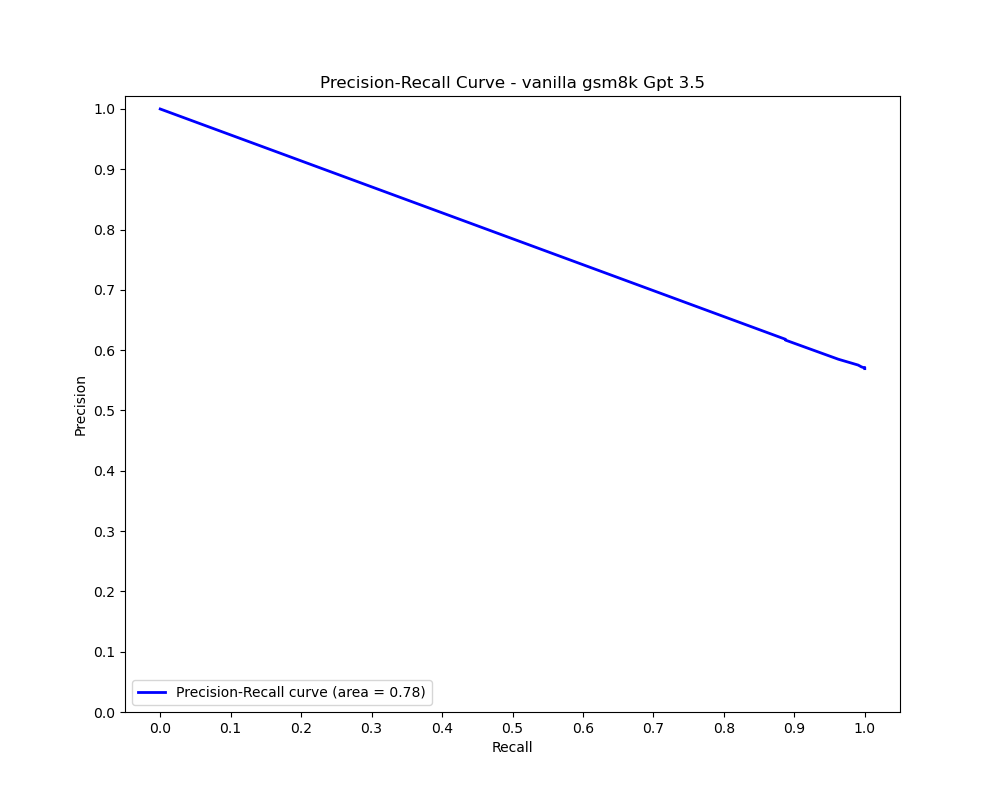 Precision-Recall Curve - vanilla gsm8k Gpt 3.5
1.0
0.9
0.8
0.7
0.6
0.5
0.4
0.3
0.2
0.1
0.0
Precision
Precision-Recall curve (area = 0.78)
0.0 0.1 0.2 0.3 0.4 0.5 0.6 0.7 0.8 0.9 1.0
Recall